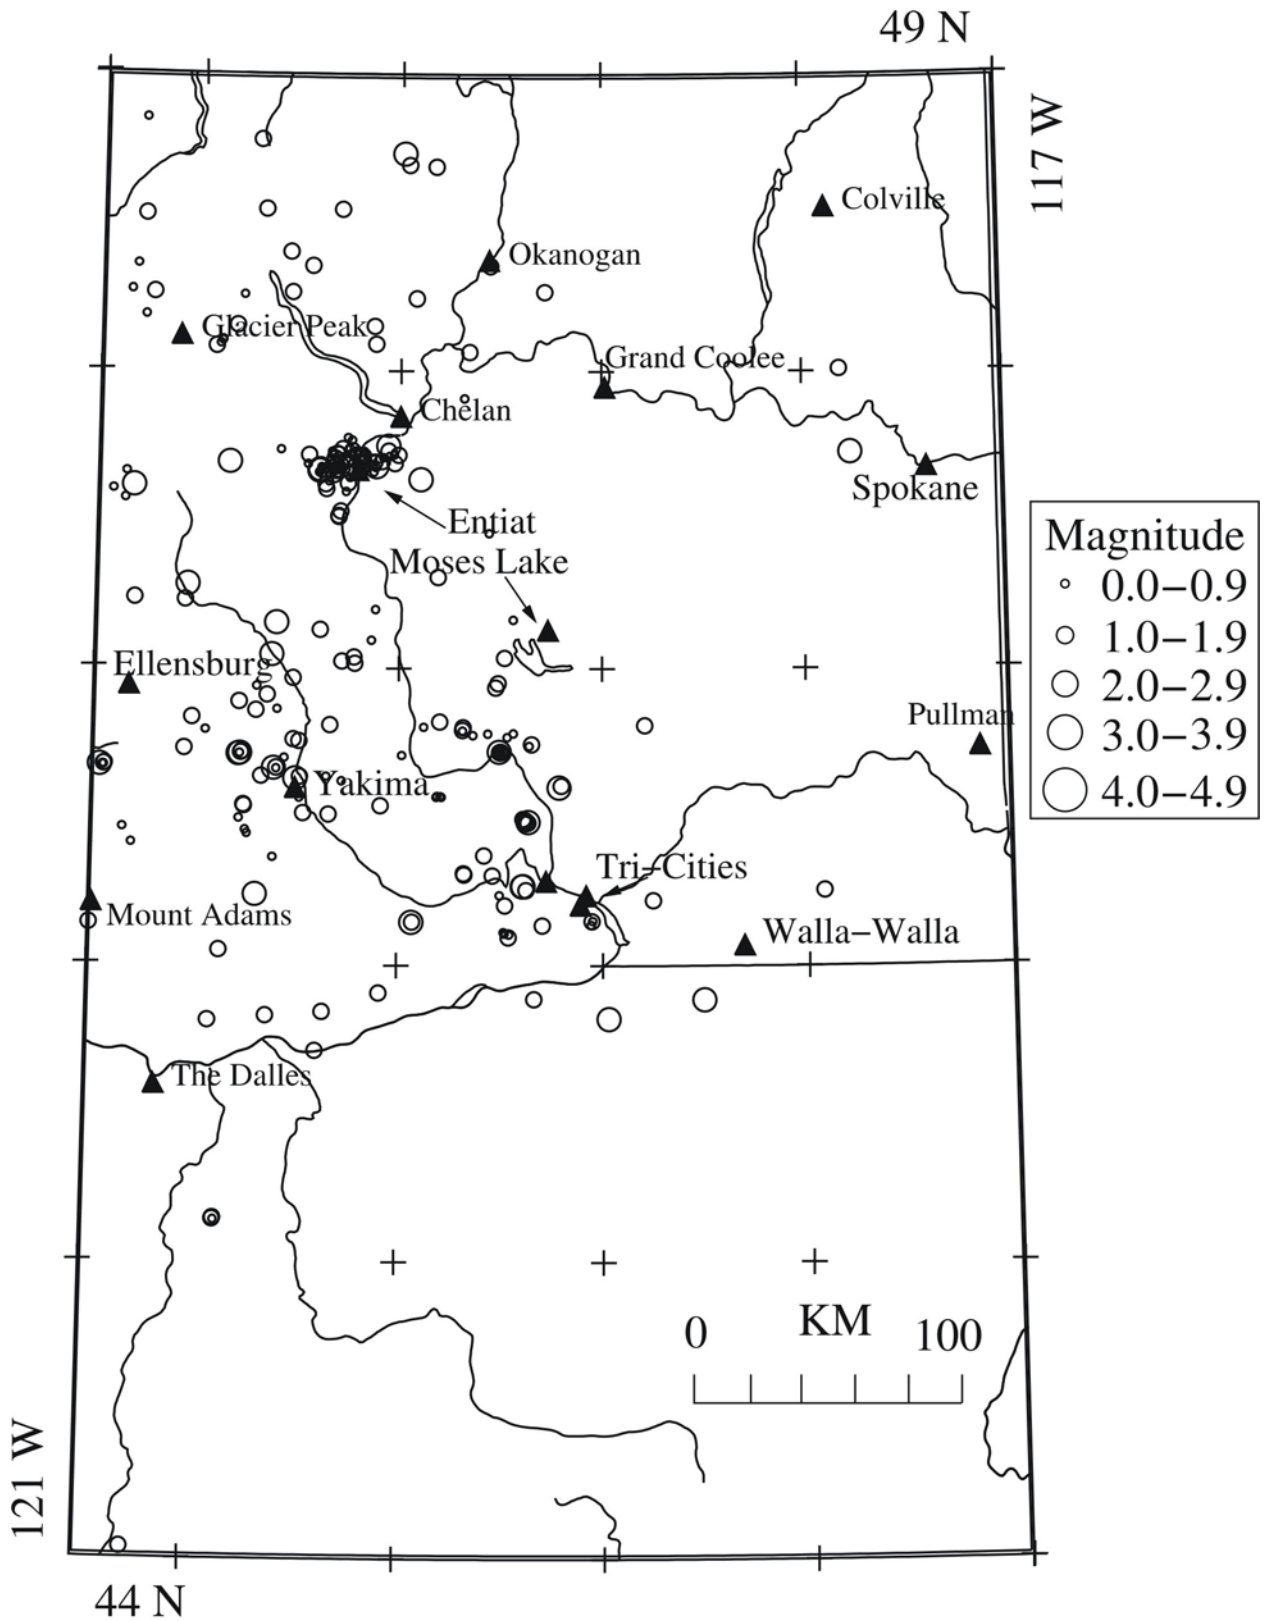 49 N
117 W
Colville
Okanogan
Glacier Peak
Grand Coolee
Chelan
Spokane
Entiat
Moses Lake
Magnitude
0.0–0.9
1.0–1.9
2.0–2.9
3.0–3.9
4.0–4.9
Ellensburg
Pullman
Yakima
Tri–Cities
Mount Adams
Walla–Walla
The Dalles
0 KM 100
121 W
44 N